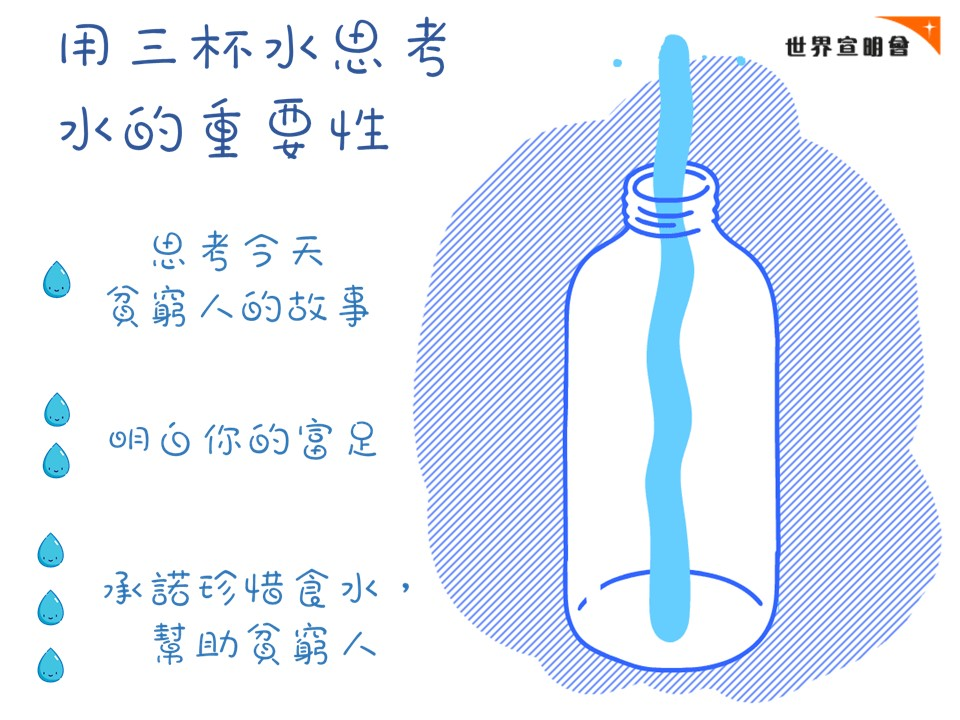 用三杯水思考
水的重要性
世界宣明會
思考今天
貧窮人的故事
明白你的富足
承諾珍惜食水，
幫助貧窮人